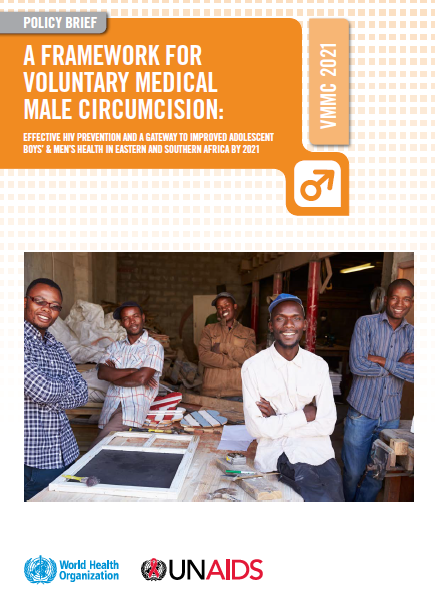 POLICY BRIEF
A FRAMEWORK FOR
VOLUNTARY MEDICAL
MALE CIRCUMCISION:
EFFECTIVE HIV PREVENTION AND A GATEWAY TO IMPROVED ADOLESCENT
BOYS' & MEN'S HEALTH IN EASTERN AND SOUTHERN AFRICA BY 2021
VMMC 2021
World Health
Organization
UNAIDS